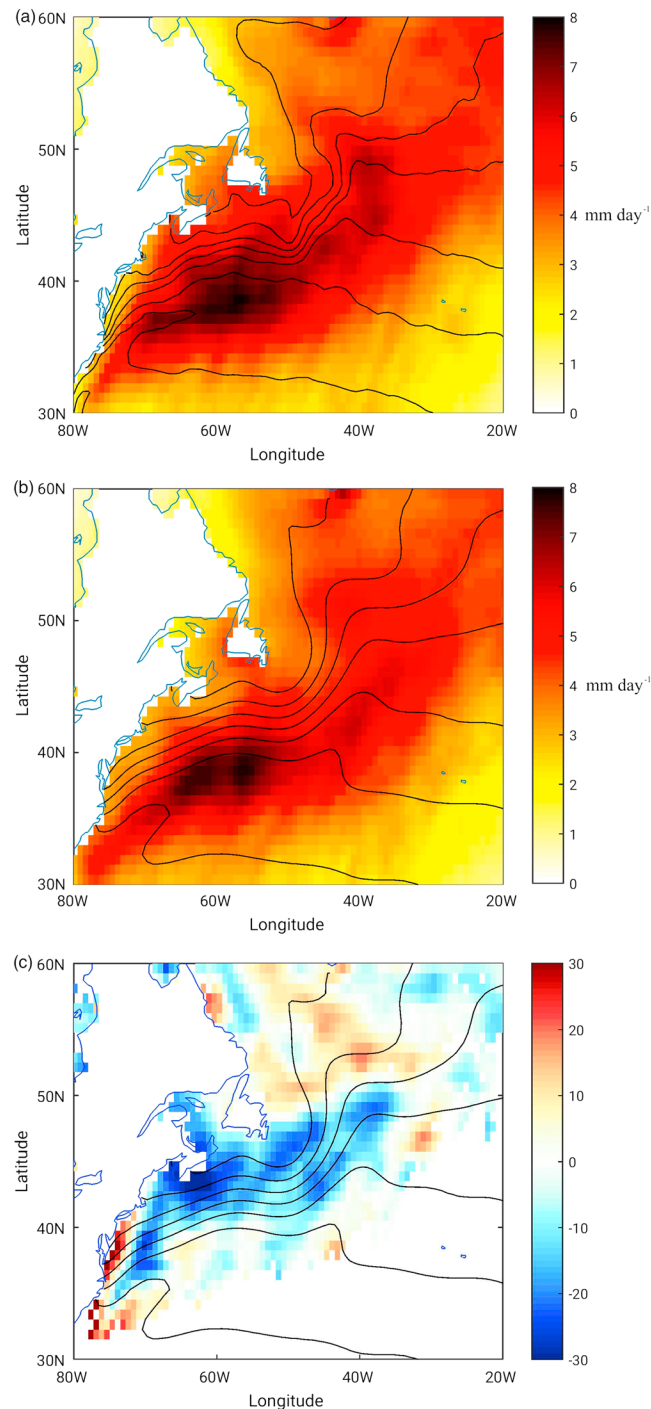 (a)
60N
50N
40N
30N
Latitude
80W 60W 40W 20W
Longitude
8
7
6
5
4
3
2
1
0
mm day⁻¹
(b)
60N
50N
40N
30N
Latitude
80W 60W 40W 20W
Longitude
8
7
6
5
4
3
2
1
0
mm day⁻¹
(c)
60N
50N
40N
30N
Latitude
80W 60W 40W 20W
Longitude
30
20
10
0
-10
-20
-30